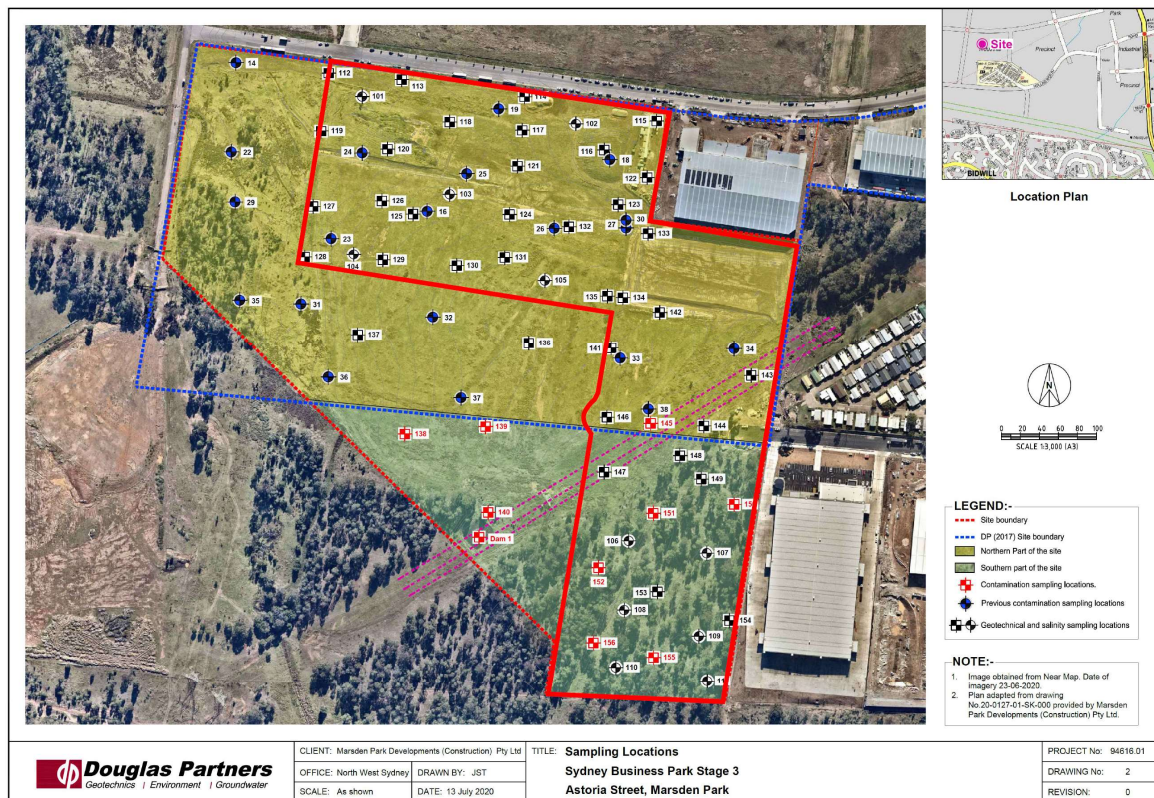 Site
Park
Precinct
Industrial
Precinct
BIDWILL
Location Plan
14
112
113
101
114
19
115
118
117
102
119
22
24
120
116
18
121
25
122
29
103
127
126
125
16
124
123
30
26
132
27
133
23
128
104
129
130
131
105
35
31
135
134
142
32
137
136
141
33
34
143
36
37
146
38
145
144
138
139
148
147
149
140
151
Dam 1
106
107
152
153
108
154
109
156
155
110
N
0 20 40 60 80 100
SCALE 1:3,000 (A3)
LEGEND:-
Site boundary
DP (2017) Site boundary
Northern Part of the site
Southern part of the site
Contamination sampling locations.
Previous contamination sampling locations
Geotechnical and salinity sampling locations
NOTE:-
1. Image obtained from Near Map. Date of
imagery 23-06-2020.
2. Plan adapted from drawing
No.20-0127-01-SK-000 provided by Marsden
Park Developments (Construction) Pty Ltd.
Douglas Partners
Geotechnics | Environment | Groundwater
CLIENT: Marsden Park Developments (Construction) Pty Ltd
OFFICE: North West Sydney
DRAWN BY: JST
SCALE: As shown
DATE: 13 July 2020
TITLE: Sampling Locations
Sydney Business Park Stage 3
Astoria Street, Marsden Park
PROJECT No: 94616.01
DRAWING No: 2
REVISION: 0